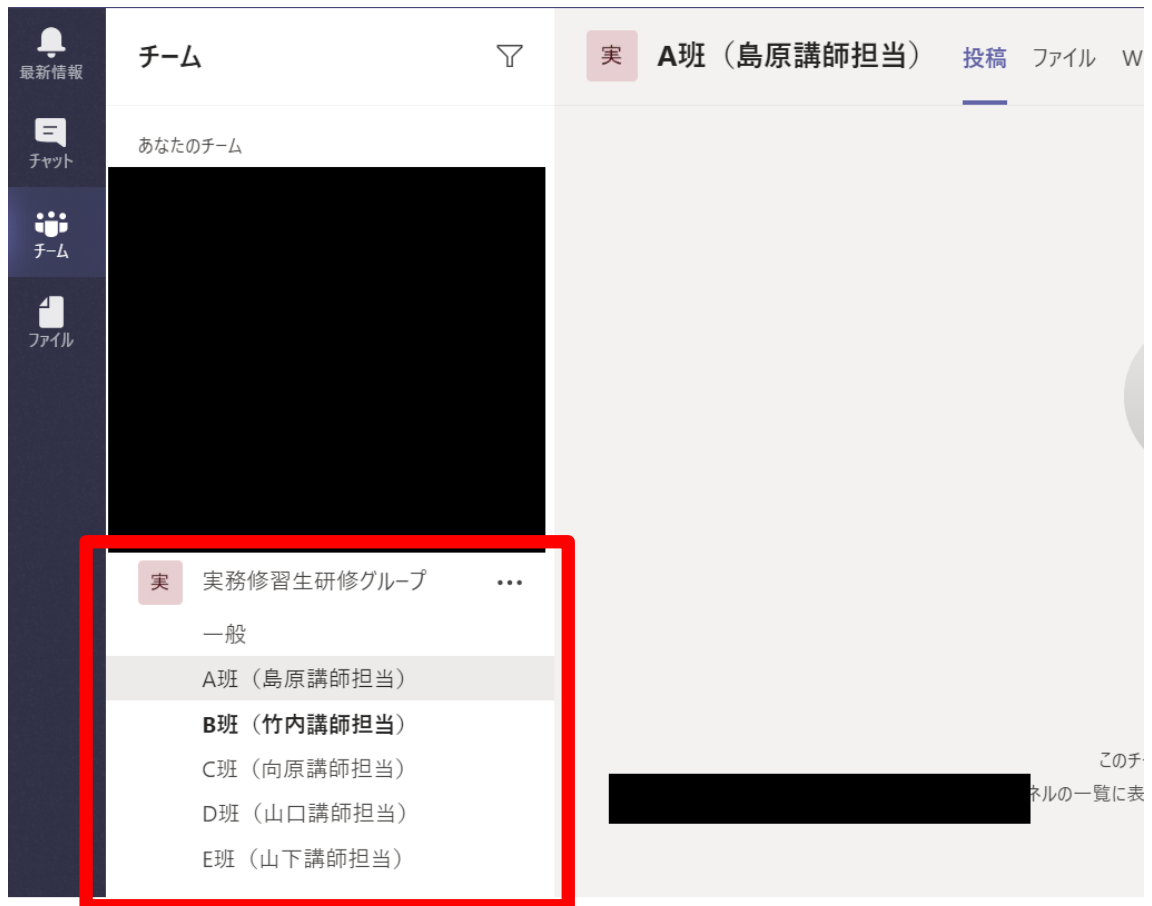 最新情報
チャット
チーム
ファイル
チーム
あなたのチーム
実 実務修習生研修グループ ...
一般
A班（島原講師担当）
B班（竹内講師担当）
C班（向原講師担当）
D班（山口講師担当）
E班（山下講師担当）
実 A班（島原講師担当） 投稿 ファイル W
このチ
ネルの一覧に表